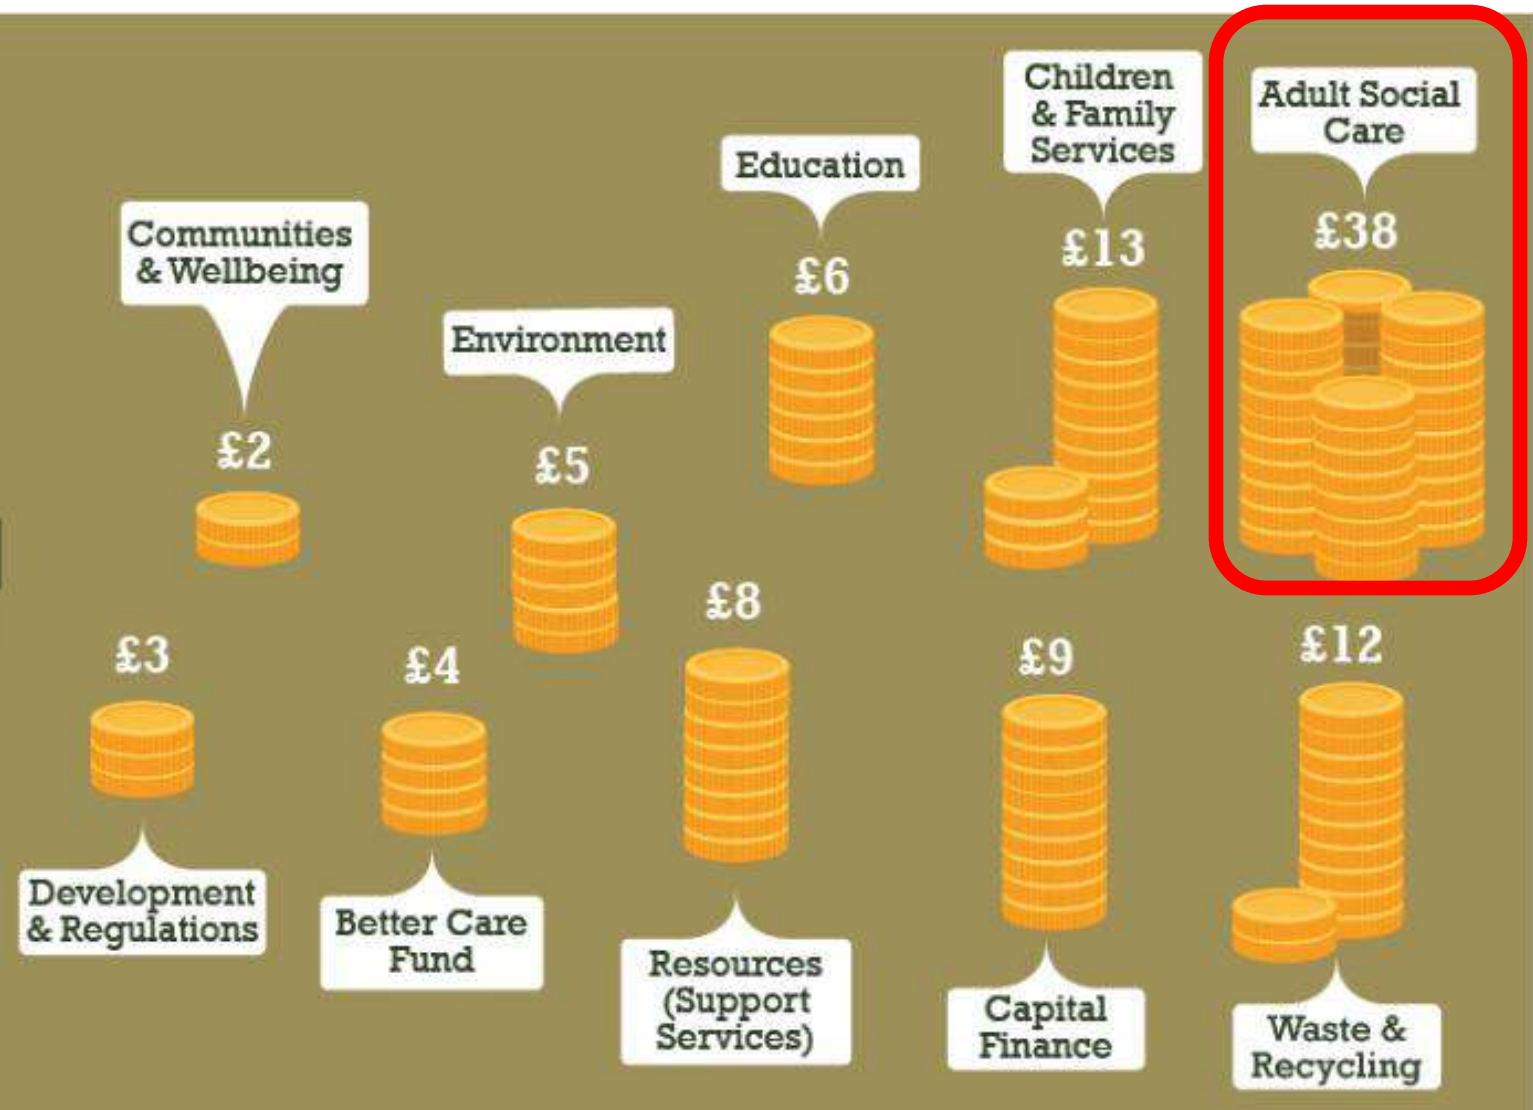 Communities
& Wellbeing
£2
Environment
£5
Education
£6
Children
& Family
Services
£13
Adult Social
Care
£38
£3
Development
& Regulations
£4
Better Care
Fund
£8
Resources
(Support
Services)
£9
Capital
Finance
£12
Waste &
Recycling